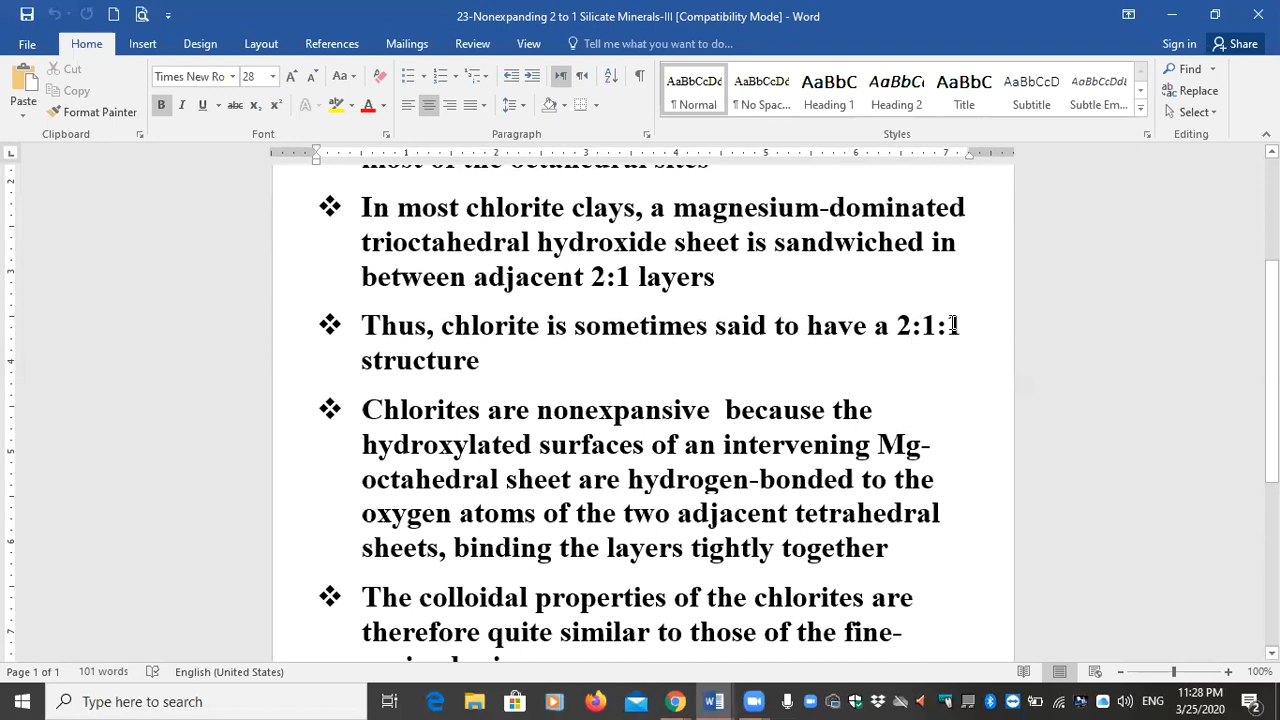 23-Nonexpanding 2 to 1 Silicate Minerals-III [Compatibility Mode] - Word
File Home Insert Design Layout References Mailings Review View Tell me what you want to do... Sign in Share
Paste Cut Copy Format Painter
Clipboard
Times New Ro 28
Font
Paragraph
AaBbCcDc AaBbCcDc AaBbC AaBbCc AaBbC AaBbCcD AaBbCcDc
¶ Normal ¶ No Spac... Heading 1 Heading 2 Title Subtitle Subtle Em...
Styles
Find Replace Select
Editing
most of the octahedral sites
❖ In most chlorite clays, a magnesium-dominated
trioctahedral hydroxide sheet is sandwiched in
between adjacent 2:1 layers
❖ Thus, chlorite is sometimes said to have a 2:1:1
structure
❖ Chlorites are nonexpansive because the
hydroxylated surfaces of an intervening Mg-
octahedral sheet are hydrogen-bonded to the
oxygen atoms of the two adjacent tetrahedral
sheets, binding the layers tightly together
❖ The colloidal properties of the chlorites are
therefore quite similar to those of the fine-
Page 1 of 1 101 words English (United States) 100%
Type here to search
ENG
11:28 PM
3/25/2020